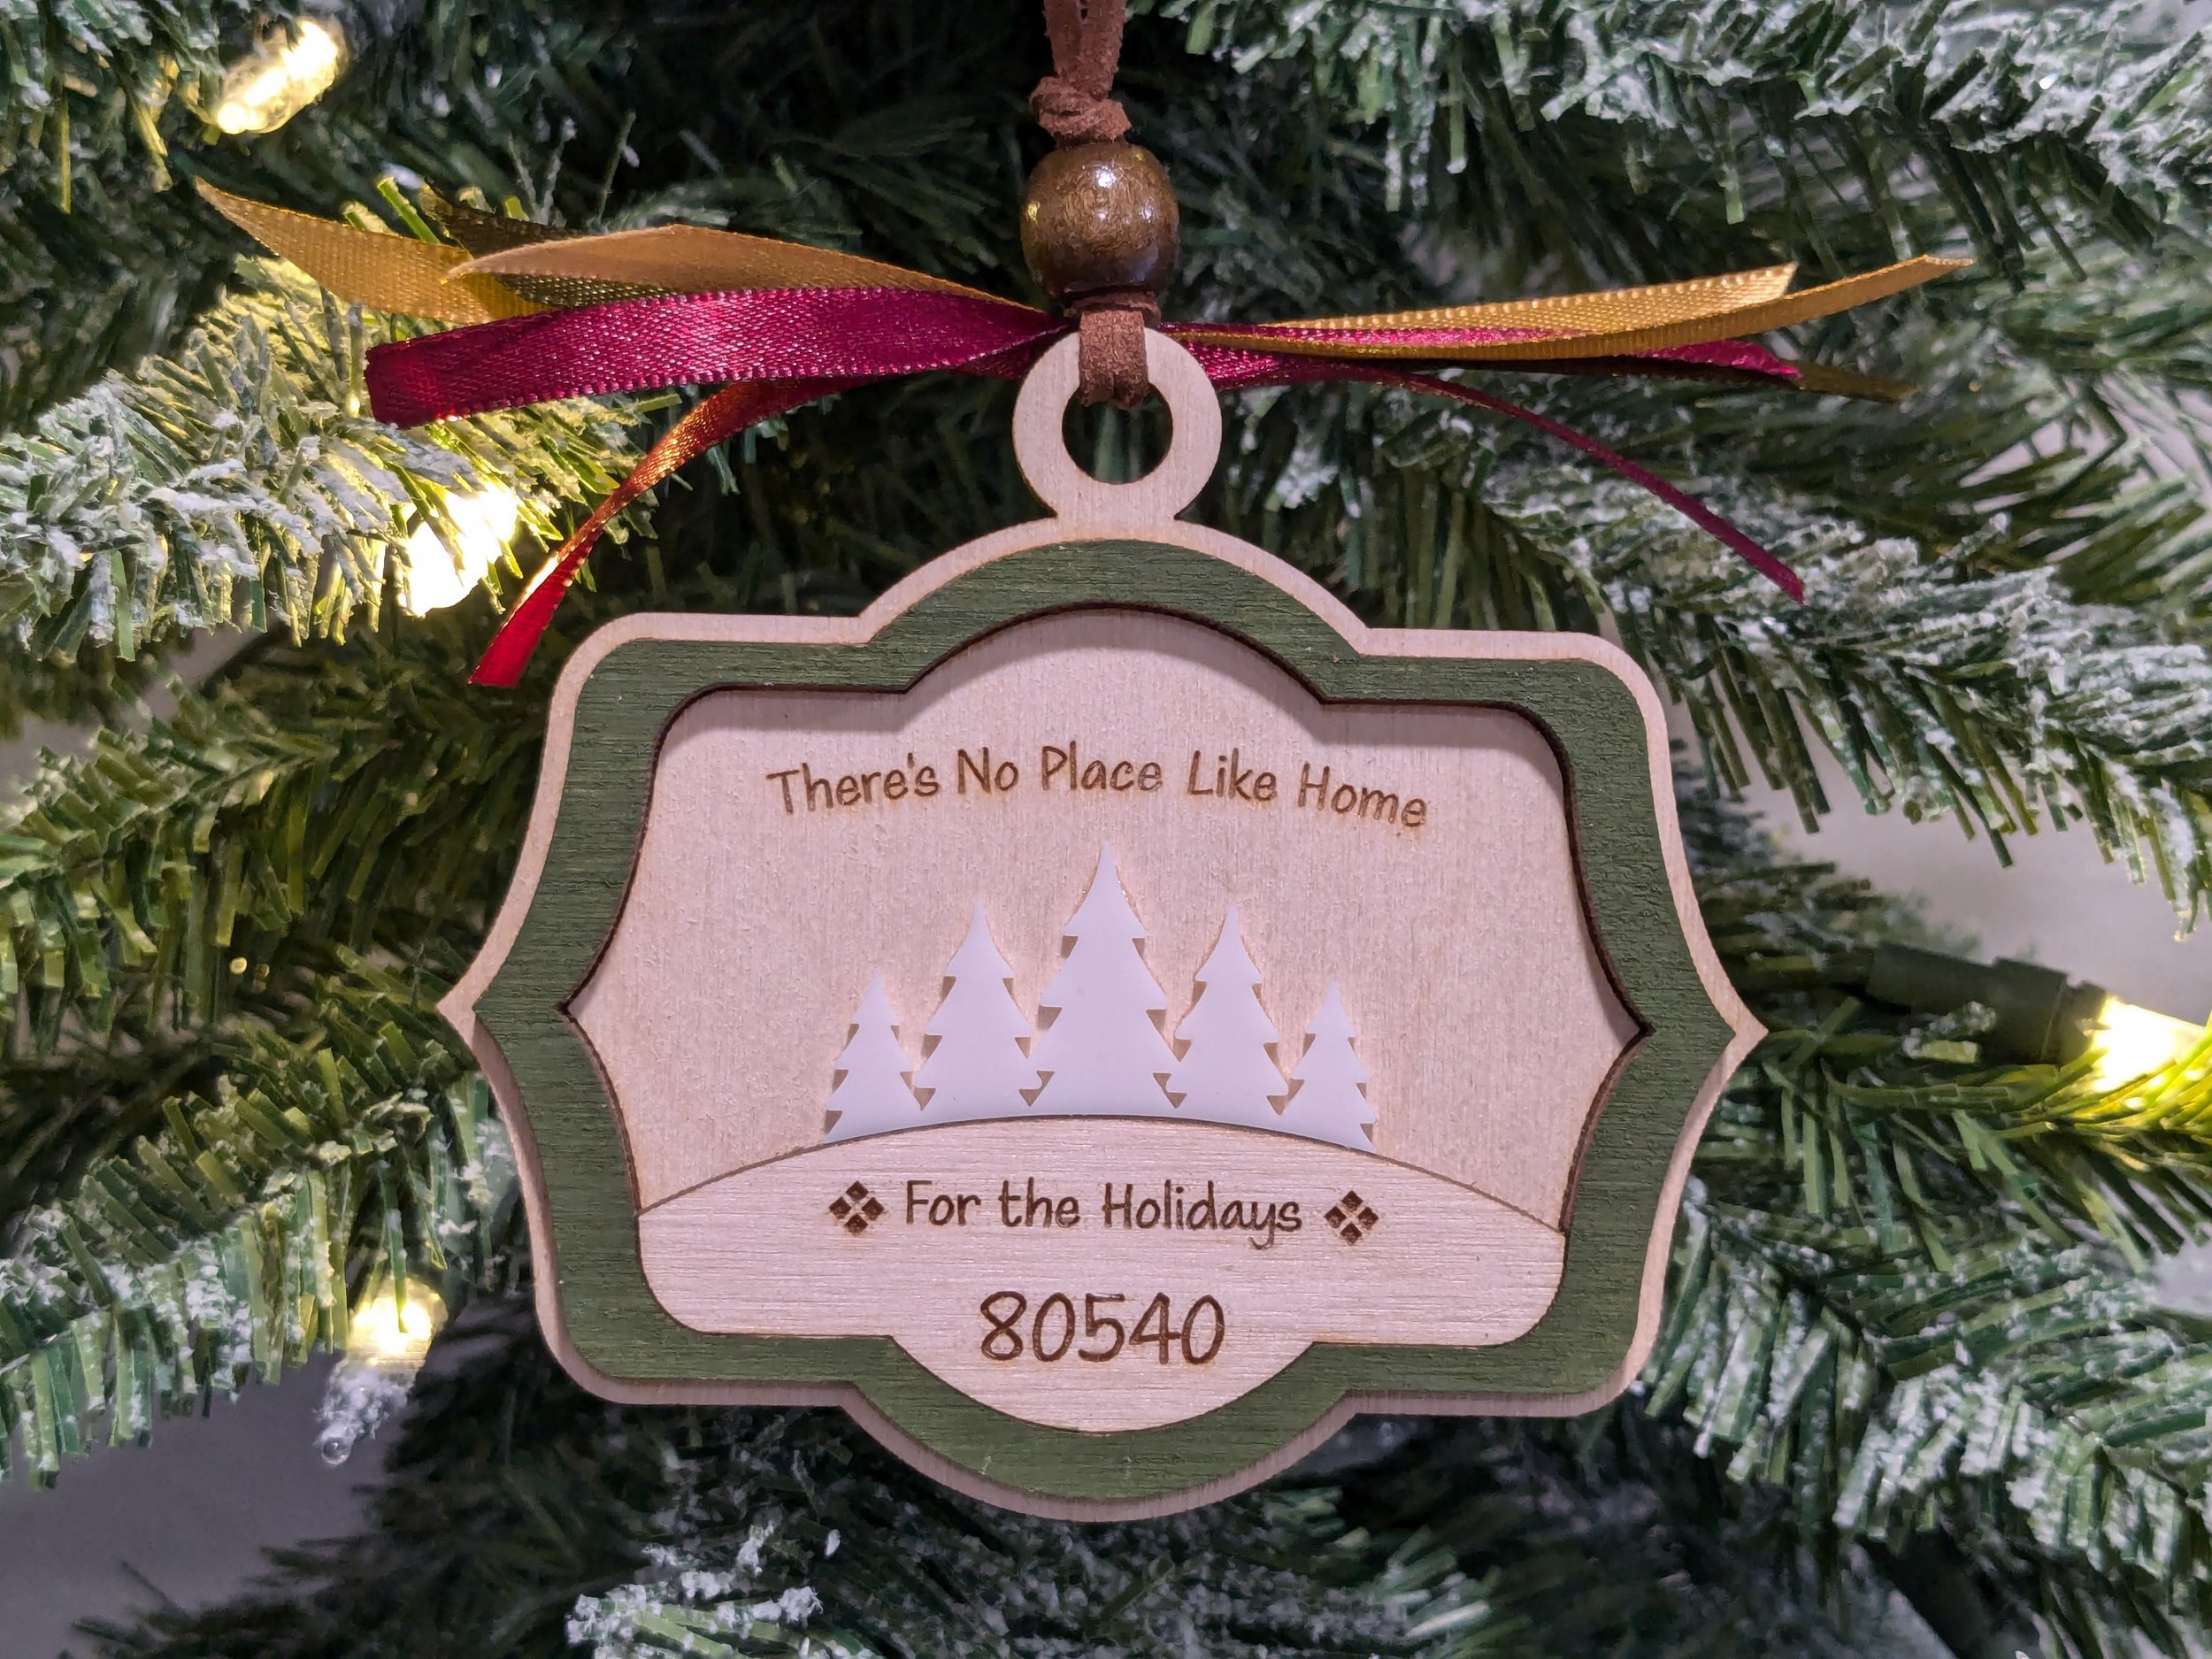 There's No Place Like Home
For the Holidays
80540